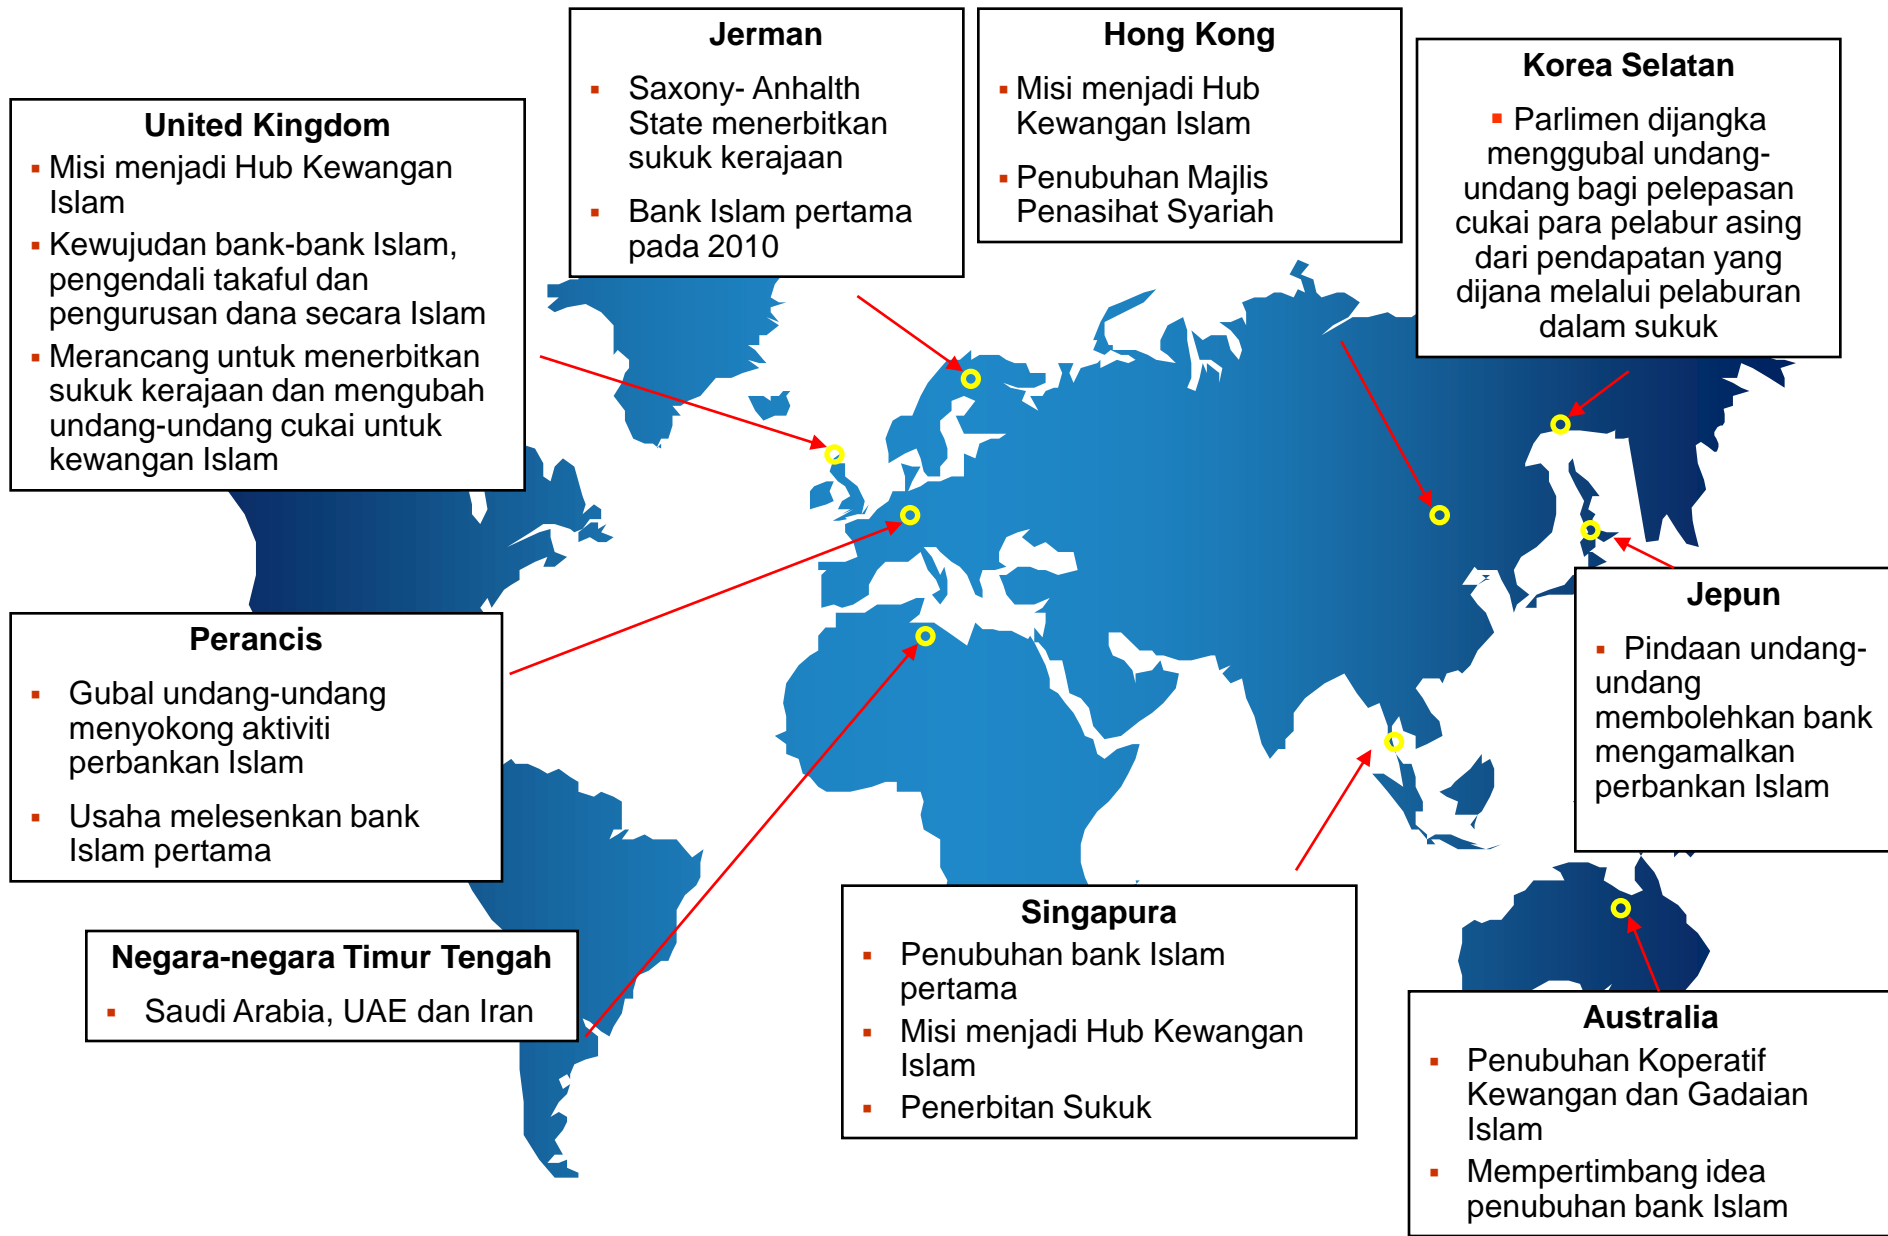 Jerman
Saxony- Anhalth
State menerbitkan
sukuk kerajaan
Bank Islam pertama
pada 2010
Hong Kong
Misi menjadi Hub
Kewangan Islam
Penubuhan Majlis
Penasihat Syariah
Korea Selatan
Parlimen dijangka
menggubal undang-
undang bagi pelepasan
cukai para pelabur asing
dari pendapatan yang
dijana melalui pelaburan
dalam sukuk
United Kingdom
Misi menjadi Hub Kewangan
Islam
Kewujudan bank-bank Islam,
pengendali takaful dan
pengurusan dana secara Islam
Merancang untuk menerbitkan
sukuk kerajaan dan mengubah
undang-undang cukai untuk
kewangan Islam
Perancis
Gubal undang-undang
menyokong aktiviti
perbankan Islam
Usaha melesenkan bank
Islam pertama
Jepun
Pindaan undang-
undang
membolehkan bank
mengamalkan
perbankan Islam
Negara-negara Timur Tengah
Saudi Arabia, UAE dan Iran
Singapura
Penubuhan bank Islam
pertama
Misi menjadi Hub Kewangan
Islam
Penerbitan Sukuk
Australia
Penubuhan Koperatif
Kewangan dan Gadaian
Islam
Mempertimbang idea
penubuhan bank Islam